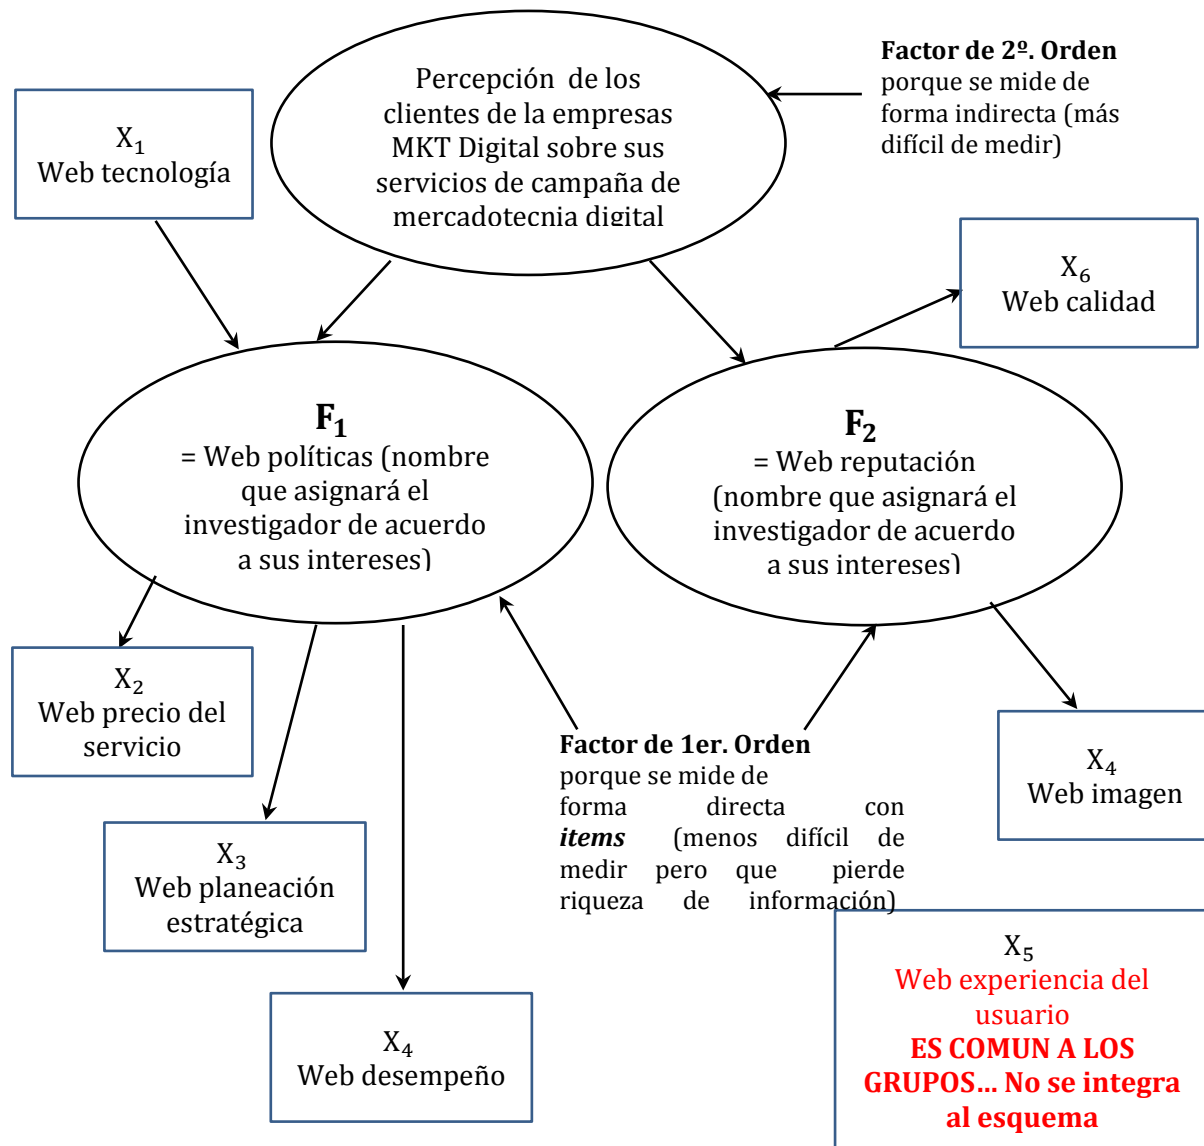 Percepción de los
clientes de la empresas
MKT Digital sobre sus
servicios de campaña de
mercadotecnia digital
Factor de 2º. Orden
porque se mide de
forma indirecta (más
difícil de medir)
X₁
Web tecnología
X₆
Web calidad
F₁
= Web políticas (nombre
que asignará el
investigador de acuerdo
a sus intereses)
F₂
= Web reputación
(nombre que asignará el
investigador de acuerdo
a sus intereses)
X₂
Web precio del
servicio
Factor de 1er. Orden
porque se mide de
forma directa con
items (menos difícil de
medir pero que pierde
riqueza de información)
X₄
Web imagen
X₃
Web planeación
estratégica
X₄
Web desempeño
X₅
Web experiencia del
usuario
ES COMUN A LOS
GRUPOS... No se integra
al esquema